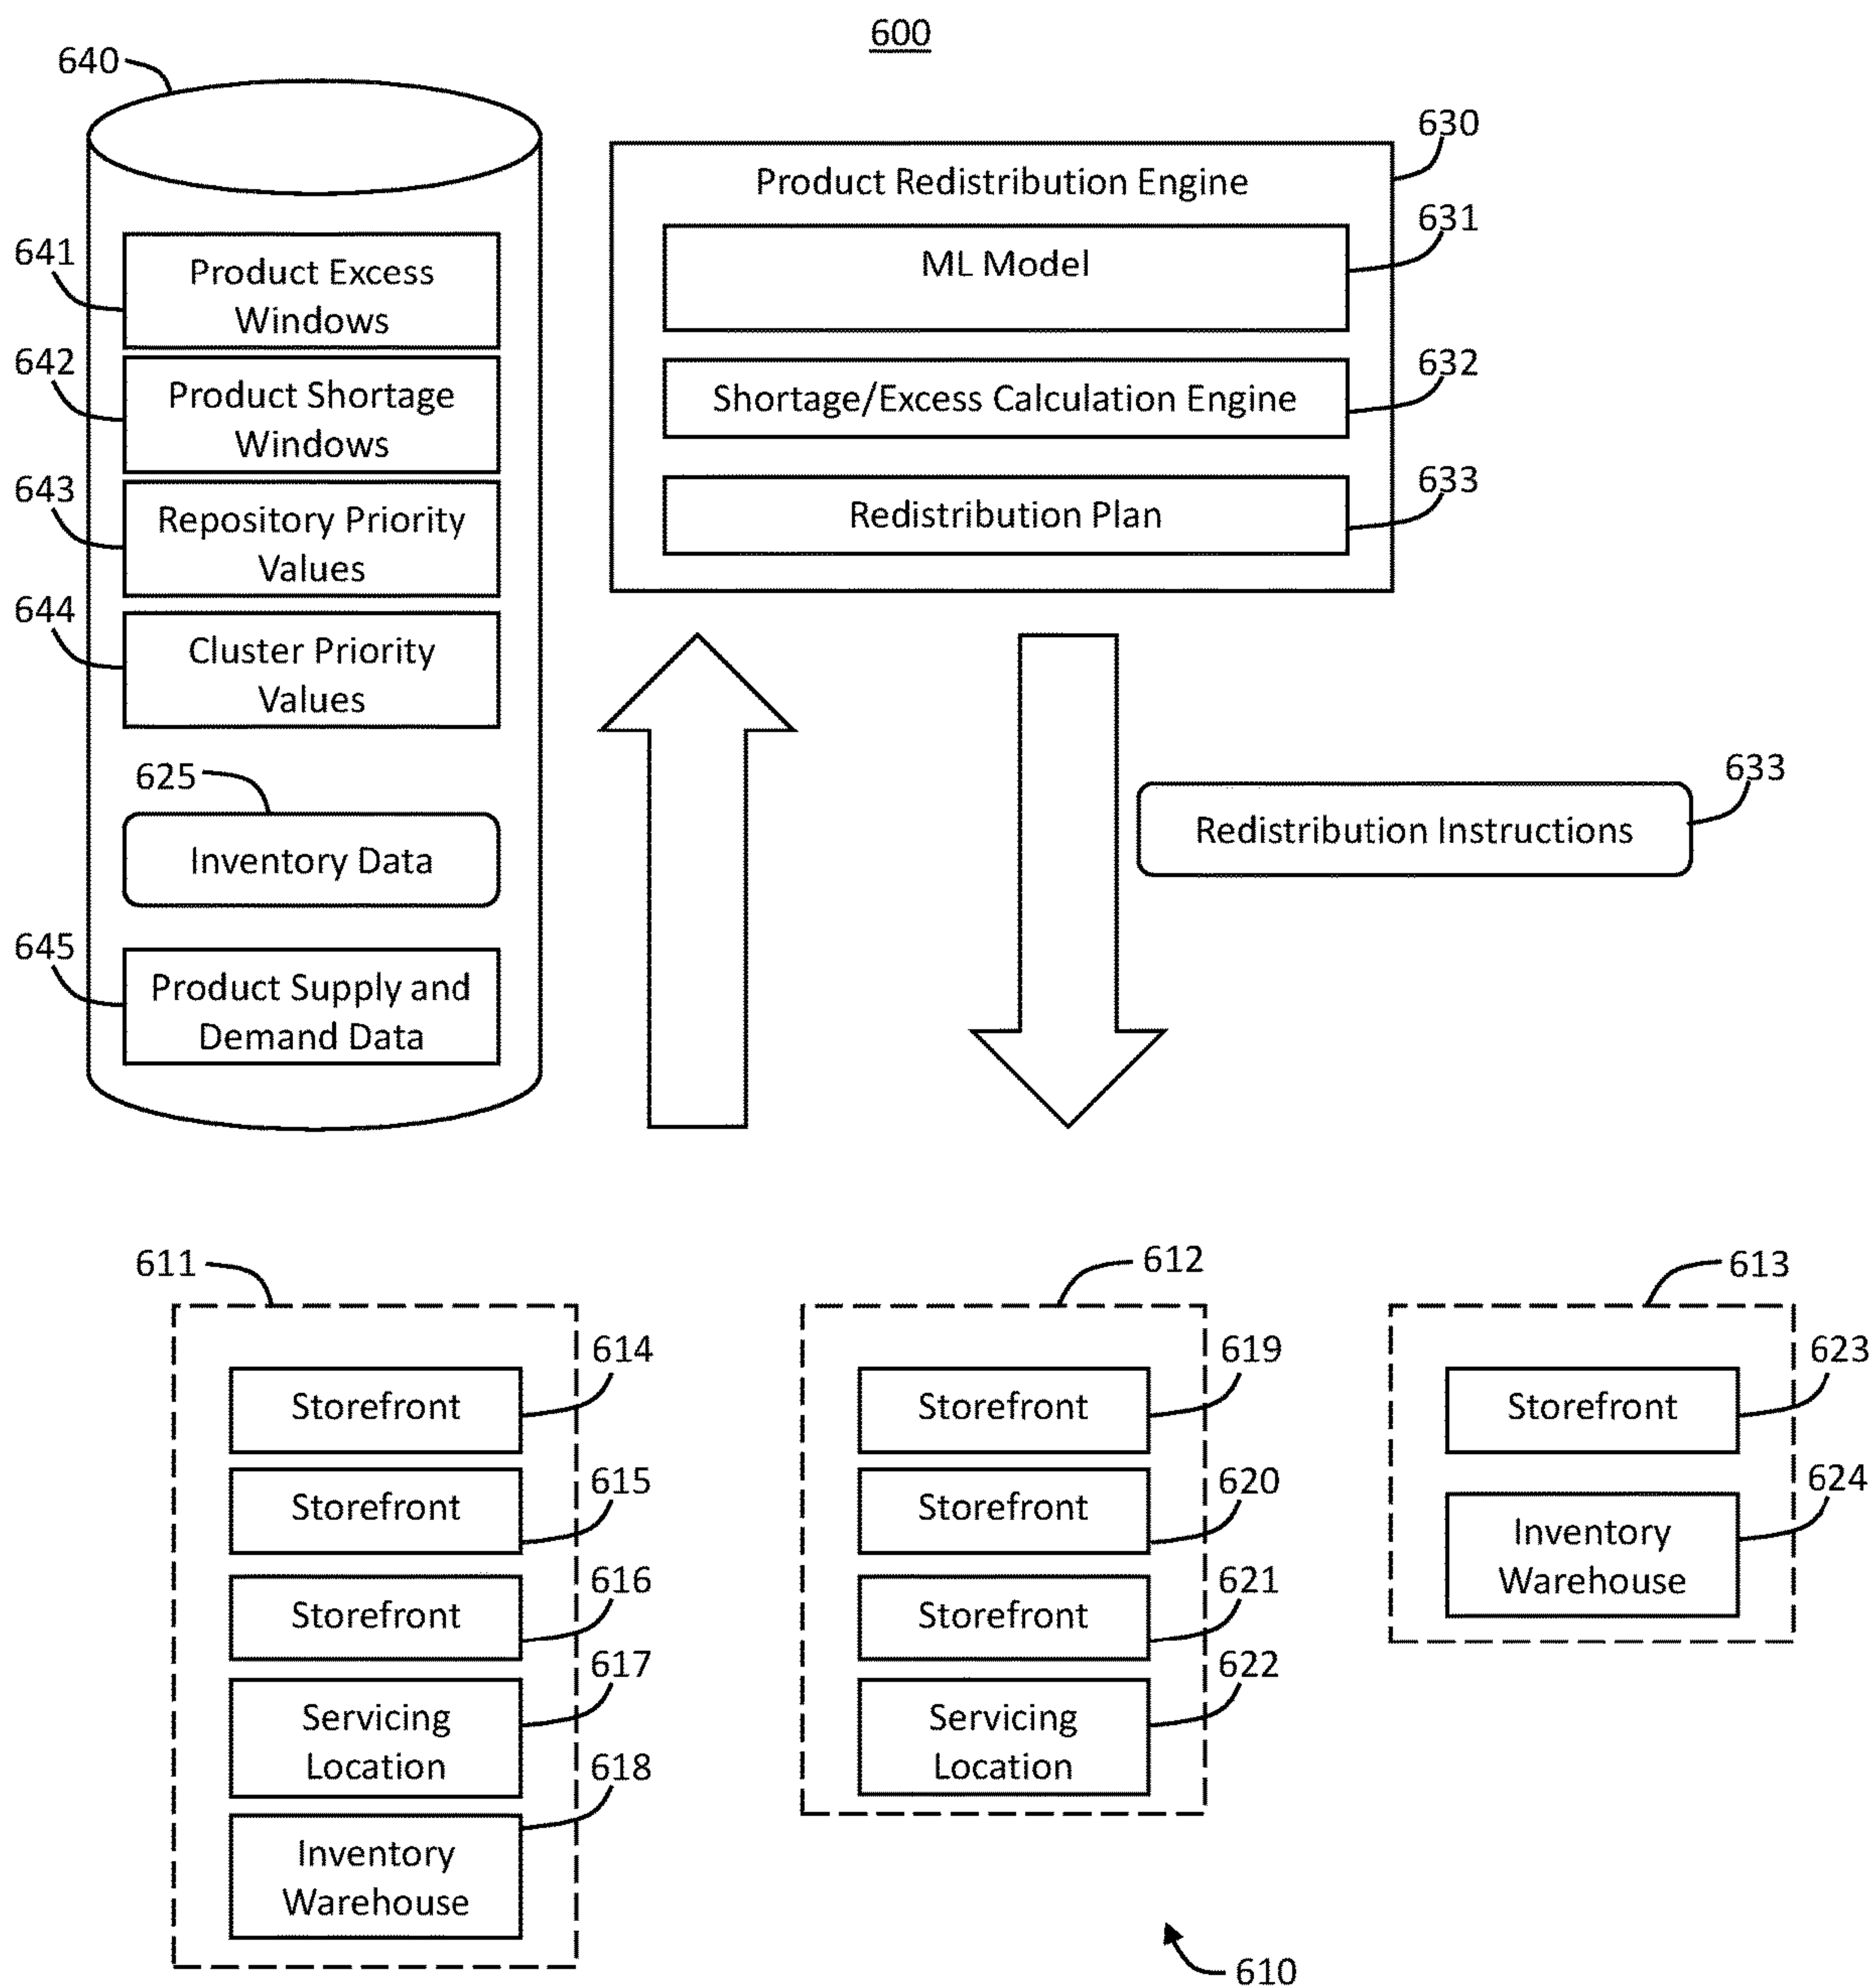 600
640
641
Product Excess
Windows
642
Product Shortage
Windows
643
Repository Priority
Values
644
Cluster Priority
Values
625
Inventory Data
645
Product Supply and
Demand Data
630
Product Redistribution Engine
631
ML Model
632
Shortage/Excess Calculation Engine
633
Redistribution Plan
633
Redistribution Instructions
611
614
Storefront
615
Storefront
616
Storefront
617
Servicing
Location
618
Inventory
Warehouse
612
619
Storefront
620
Storefront
621
Storefront
622
Servicing
Location
613
623
Storefront
624
Inventory
Warehouse
610